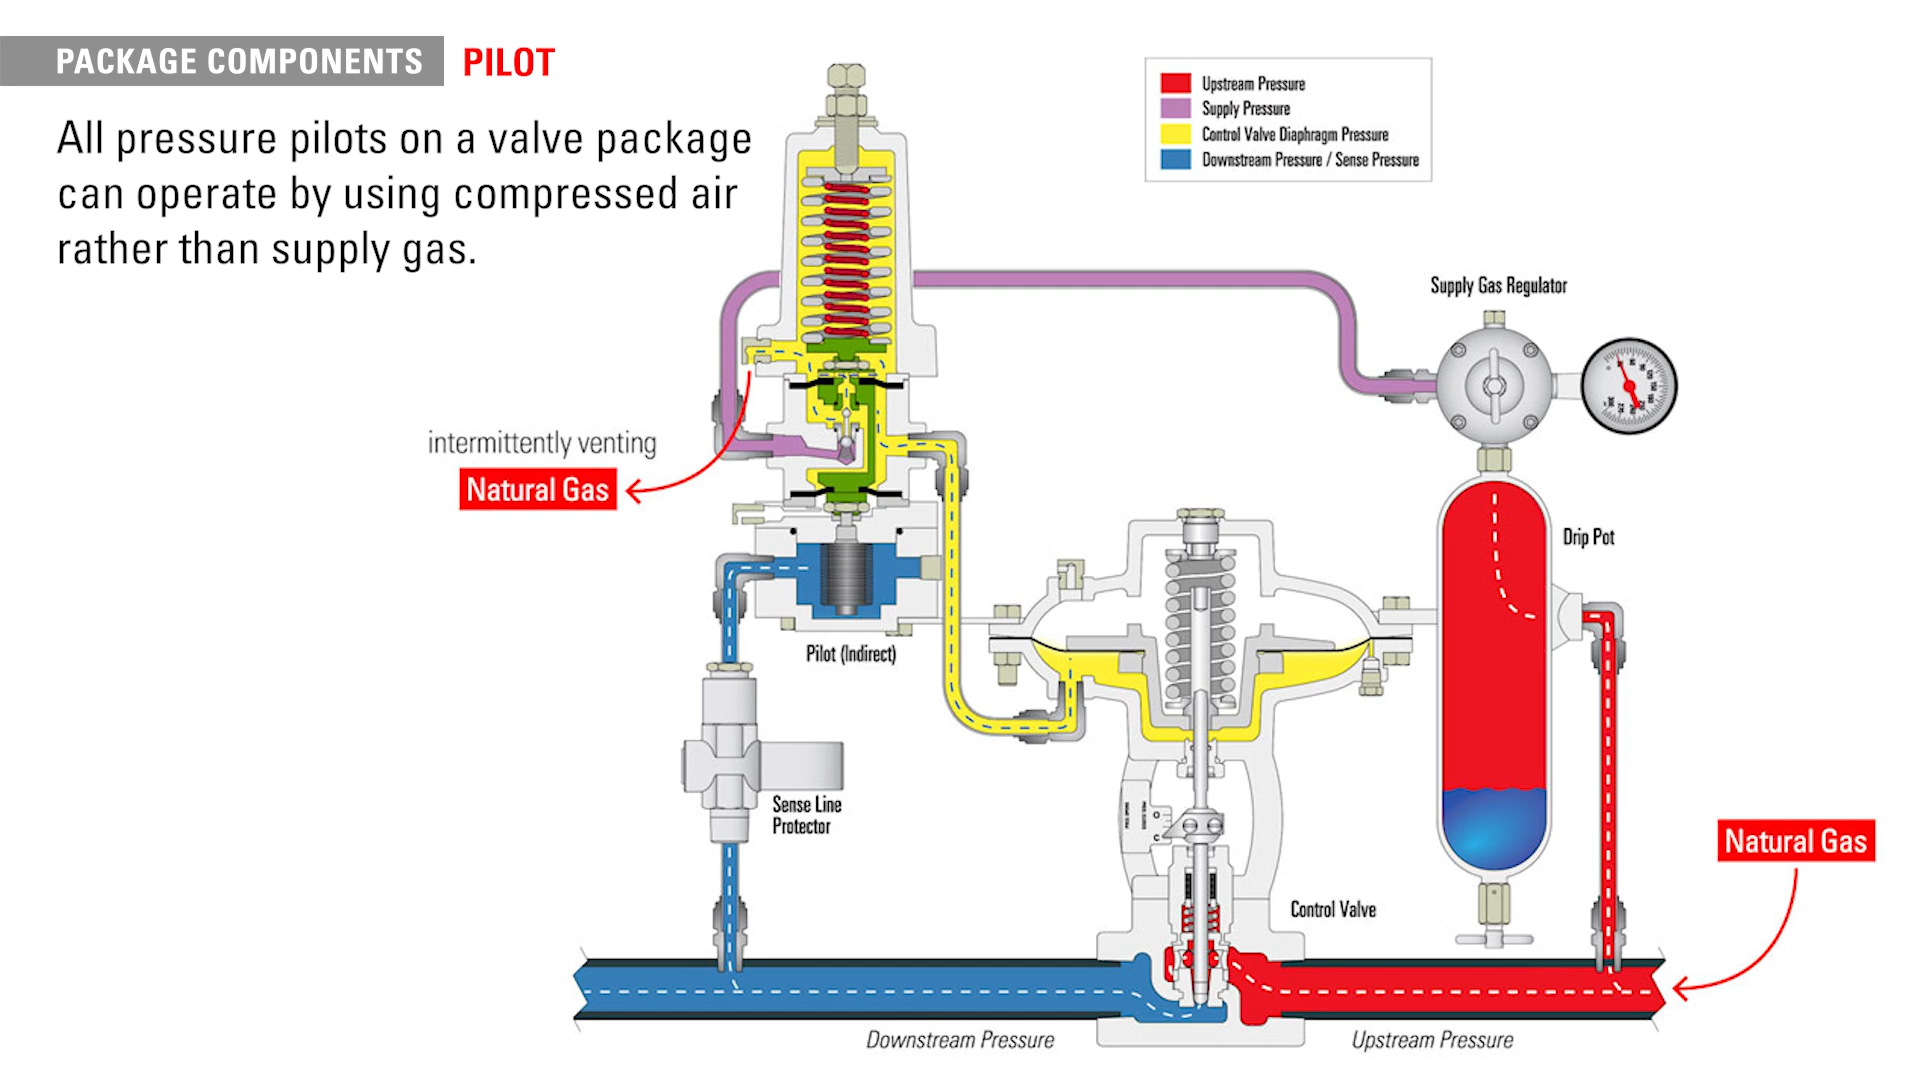 PACKAGE COMPONENTS PILOT
All pressure pilots on a valve package
can operate by using compressed air
rather than supply gas.
Upstream Pressure
Supply Pressure
Control Valve Diaphragm Pressure
Downstream Pressure / Sense Pressure
Supply Gas Regulator
intermittently venting
Natural Gas
Drip Pot
Pilot (Indirect)
Sense Line
Protector
Natural Gas
Control Valve
O
C
Downstream Pressure
Upstream Pressure